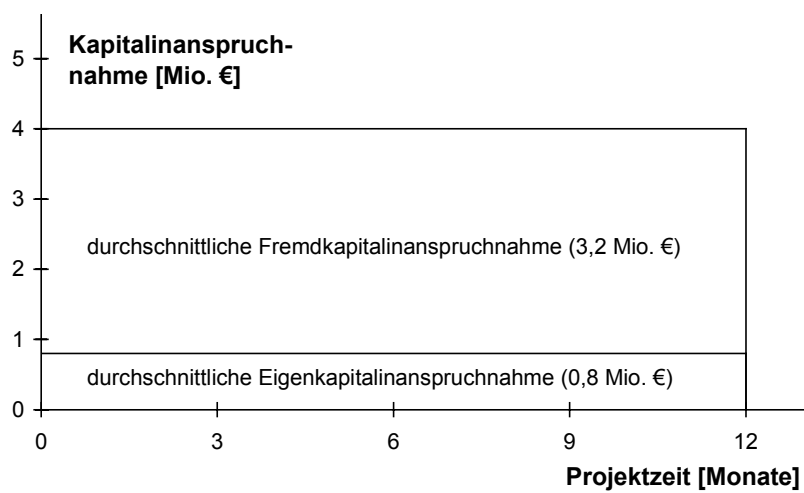 Kapitalinanspruch-
nahme [Mio. €]
5
4
3
durchschnittliche Fremdkapitalinanspruchnahme (3,2 Mio. €)
2
1
durchschnittliche Eigenkapitalinanspruchnahme (0,8 Mio. €)
0
0 3 6 9 12
Projektzeit [Monate]